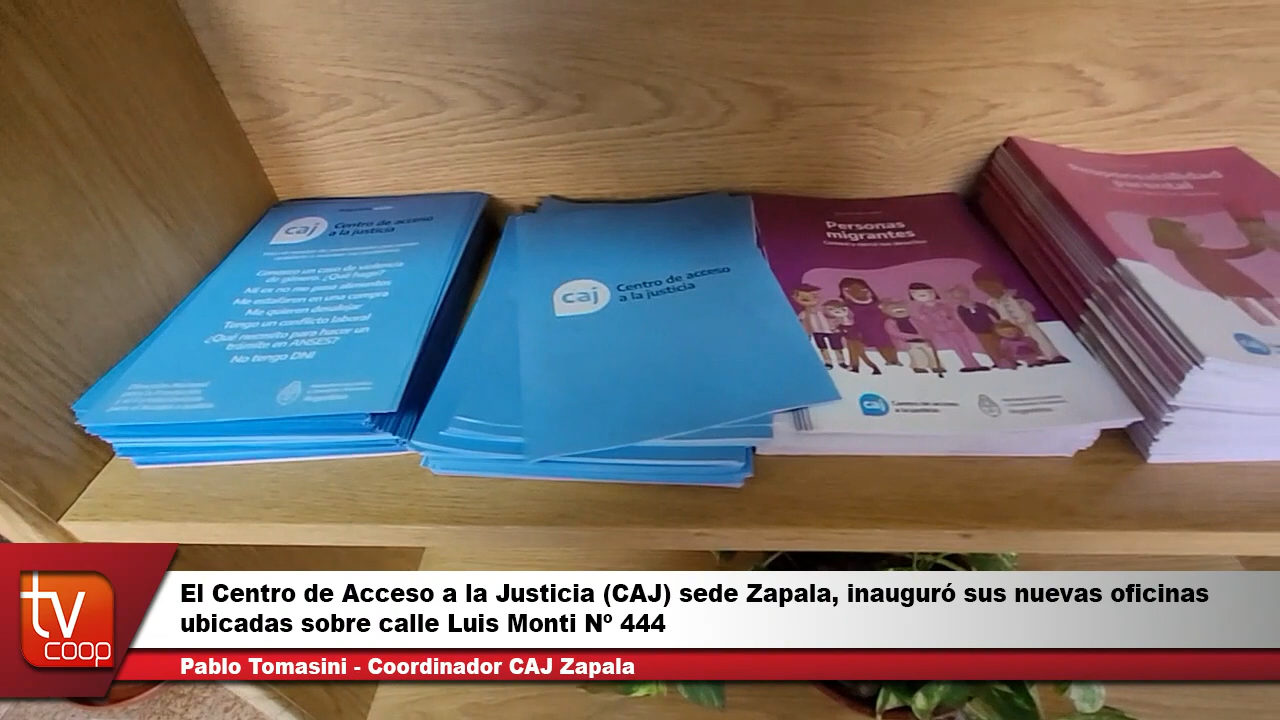 caj Centro de acceso
a la justicia
Conozco un caso de violencia
de género. ¿Qué hago?
Mi ex no me pasa alimentos
Me estafaron en una compra
Me quieren desalojar
Tengo un conflicto laboral
¿Qué necesito para hacer un
trámite en ANSES?
No tengo DNI
caj Centro de acceso
a la justicia
Personas
migrantes
caj Centro de acceso
a la justicia
Responsabilidad
parental
caj
tv
coop
El Centro de Acceso a la Justicia (CAJ) sede Zapala, inauguró sus nuevas oficinas
ubicadas sobre calle Luis Monti Nº 444
Pablo Tomasini - Coordinador CAJ Zapala